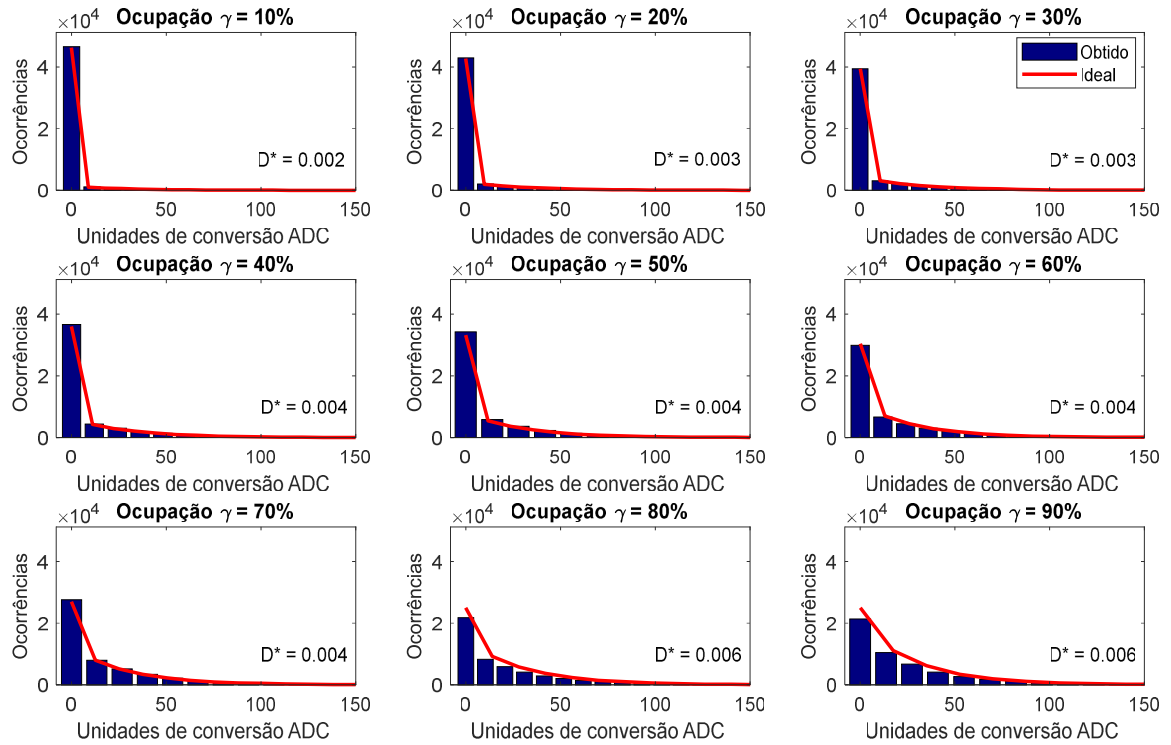 ×10⁴ Ocupação γ = 10%
Ocorrências
4
2
0
D* = 0.002
0 50 100 150
Unidades de conversão ADC
×10⁴ Ocupação γ = 20%
Ocorrências
4
2
0
D* = 0.003
0 50 100 150
Unidades de conversão ADC
×10⁴ Ocupação γ = 30%
Obtido
Ideal
Ocorrências
4
2
0
D* = 0.003
0 50 100 150
Unidades de conversão ADC
×10⁴ Ocupação γ = 40%
Ocorrências
4
2
0
D* = 0.004
0 50 100 150
Unidades de conversão ADC
×10⁴ Ocupação γ = 50%
Ocorrências
4
2
0
D* = 0.004
0 50 100 150
Unidades de conversão ADC
×10⁴ Ocupação γ = 60%
Ocorrências
4
2
0
D* = 0.004
0 50 100 150
Unidades de conversão ADC
×10⁴ Ocupação γ = 70%
Ocorrências
4
2
0
D* = 0.004
0 50 100 150
Unidades de conversão ADC
×10⁴ Ocupação γ = 80%
Ocorrências
4
2
0
D* = 0.006
0 50 100 150
Unidades de conversão ADC
×10⁴ Ocupação γ = 90%
Ocorrências
4
2
0
D* = 0.006
0 50 100 150
Unidades de conversão ADC